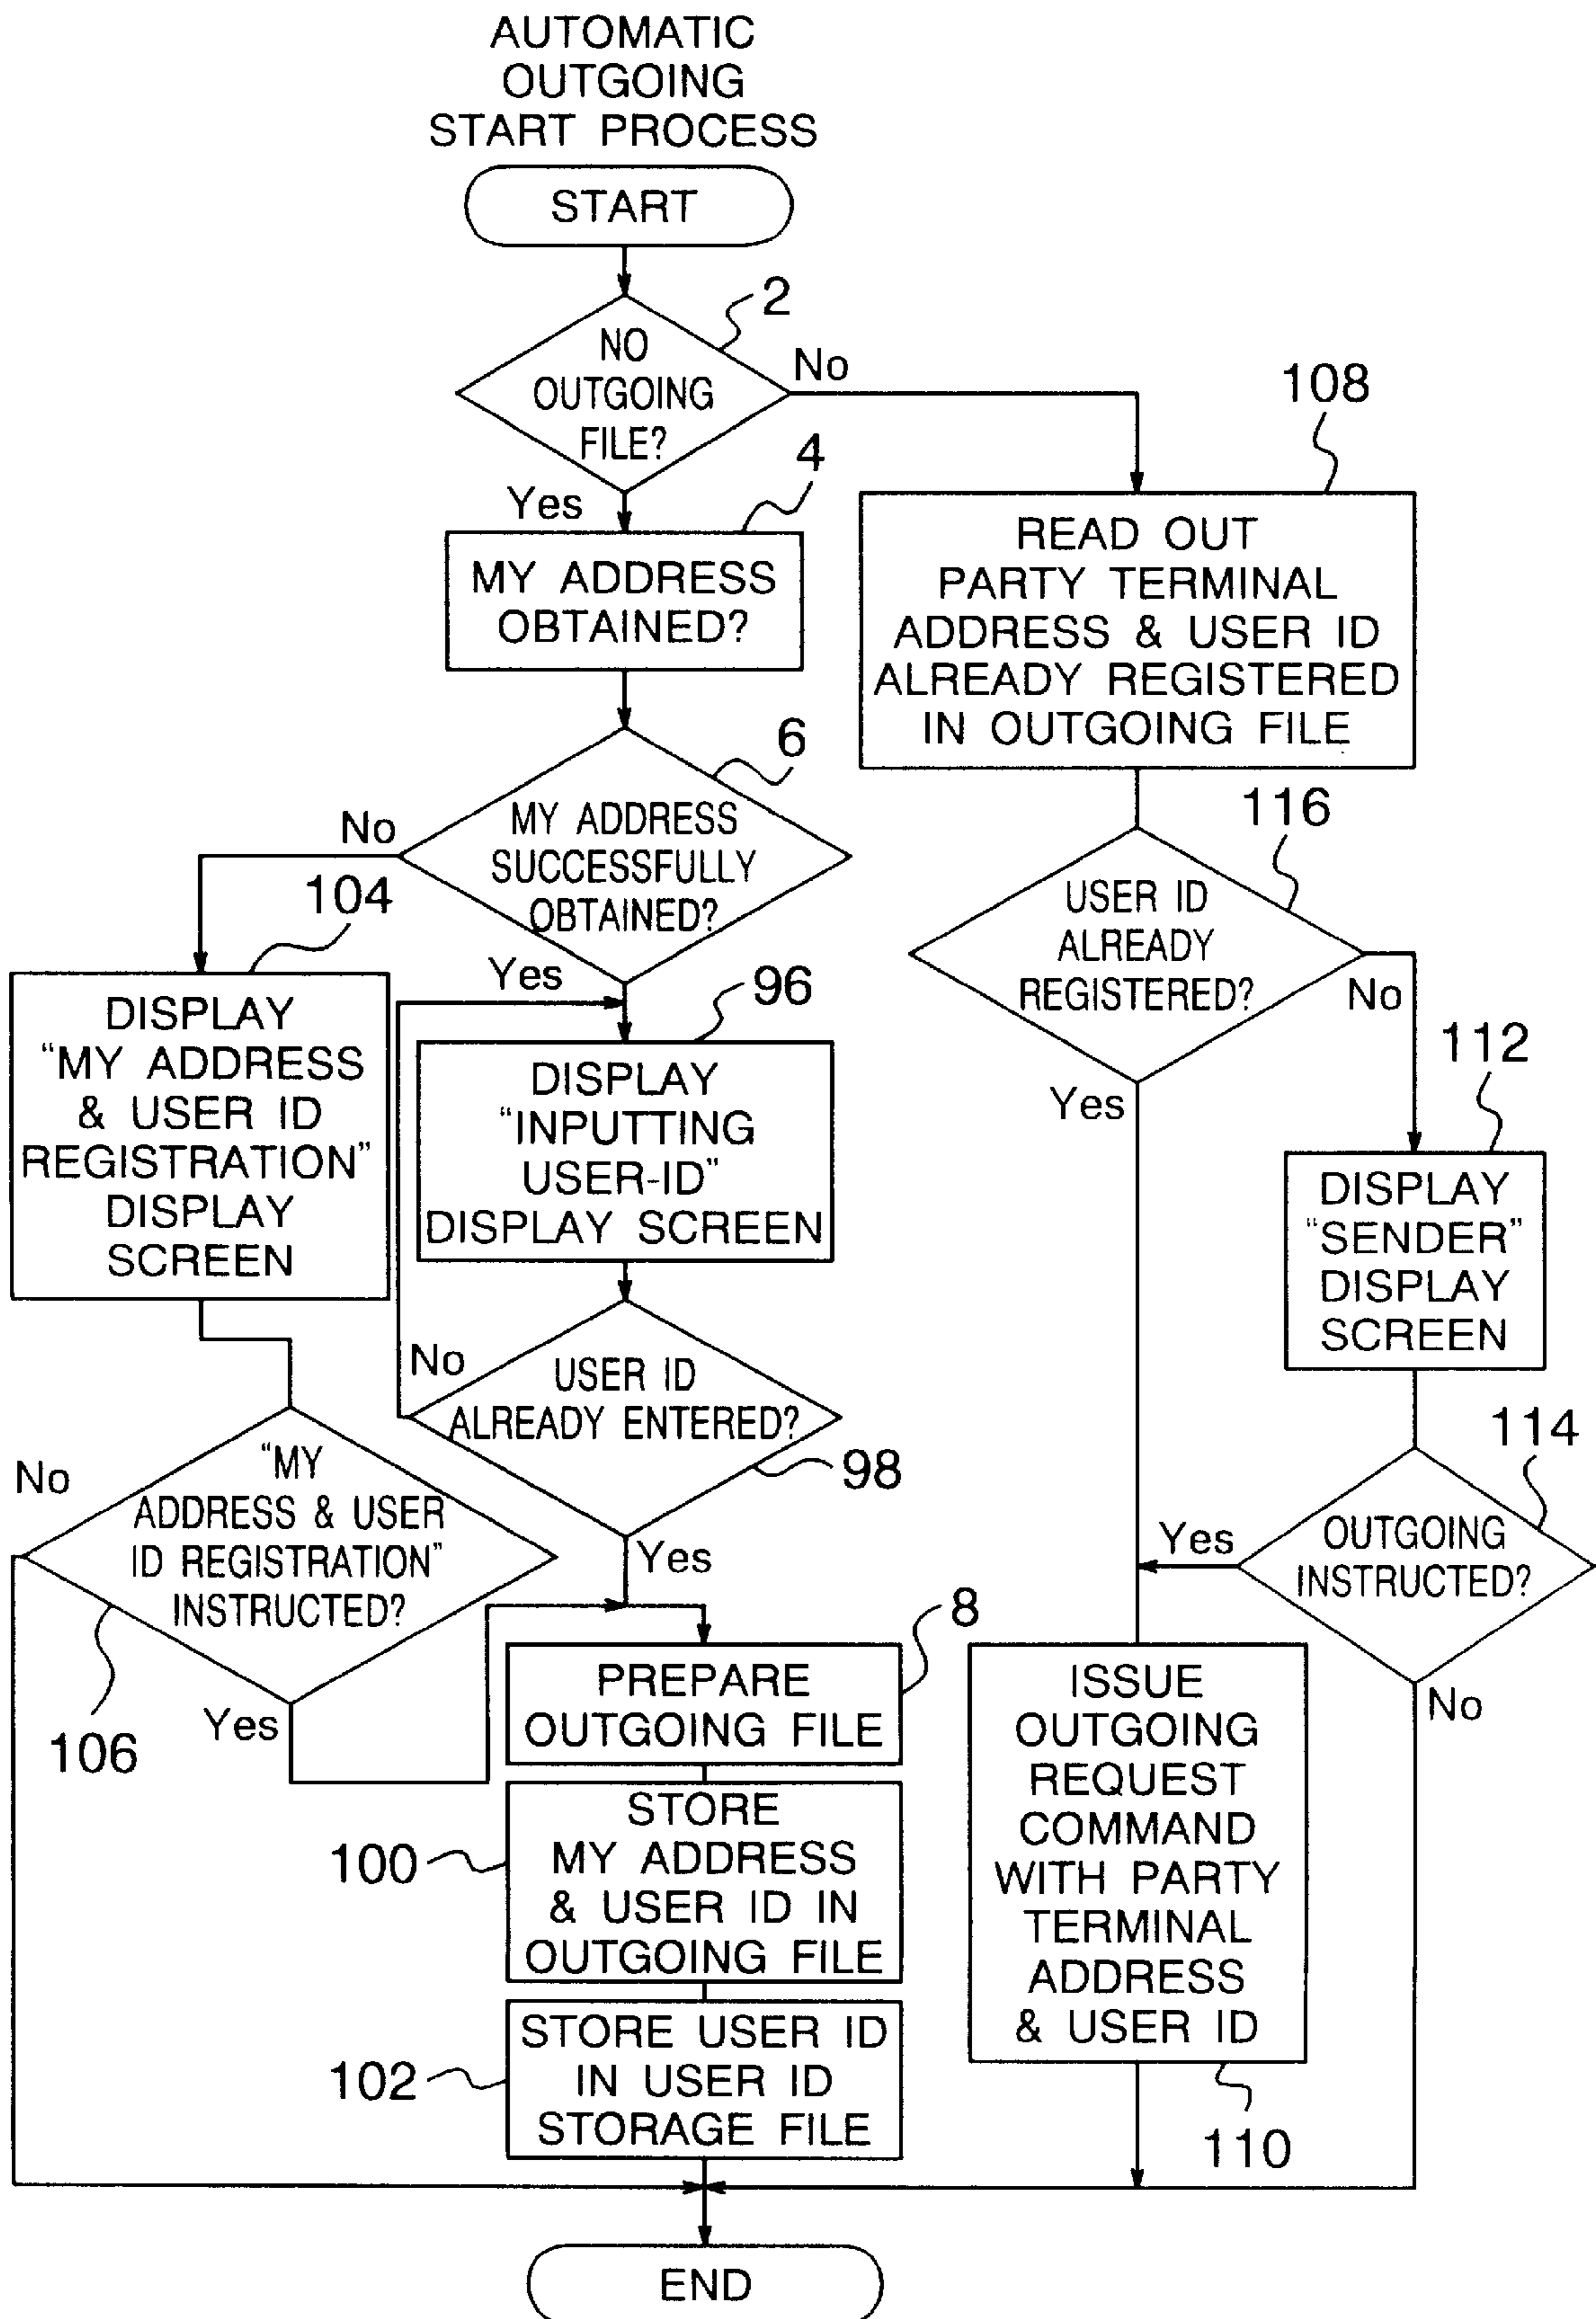 AUTOMATIC
OUTGOING
START PROCESS
START
2
NO
OUTGOING
FILE?
No
Yes
4
MY ADDRESS
OBTAINED?
108
READ OUT
PARTY TERMINAL
ADDRESS & USER ID
ALREADY REGISTERED
IN OUTGOING FILE
6
MY ADDRESS
SUCCESSFULLY
OBTAINED?
No
Yes
104
DISPLAY
“MY ADDRESS
& USER ID
REGISTRATION”
DISPLAY
SCREEN
96
DISPLAY
“INPUTTING
USER-ID”
DISPLAY SCREEN
116
USER ID
ALREADY
REGISTERED?
No
Yes
112
DISPLAY
“SENDER”
DISPLAY
SCREEN
No
USER ID
ALREADY ENTERED?
98
Yes
No
“MY
ADDRESS & USER
ID REGISTRATION”
INSTRUCTED?
106
Yes
114
OUTGOING
INSTRUCTED?
Yes
No
8
PREPARE
OUTGOING FILE
100
STORE
MY ADDRESS
& USER ID IN
OUTGOING FILE
102
STORE USER ID
IN USER ID
STORAGE FILE
ISSUE
OUTGOING
REQUEST
COMMAND
WITH PARTY
TERMINAL
ADDRESS
& USER ID
110
END